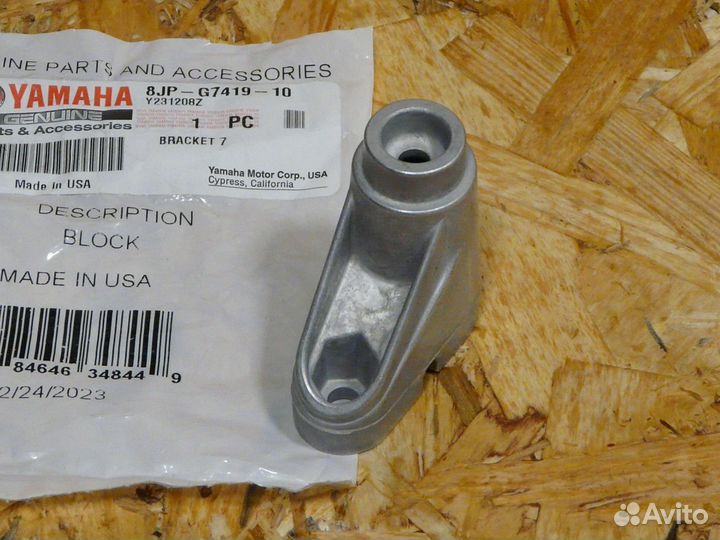 INE PARTS AND ACCESSORIES
YAMAHA
GENUINE
ts & Accessories
8JP-G7419-10
Y231208Z
1 PC
BRACKET 7
Made in USA
Yamaha Motor Corp., USA
Cypress, California
DESCRIPTION
BLOCK
MADE IN USA
84646 34844 9
2/24/2023
Avito